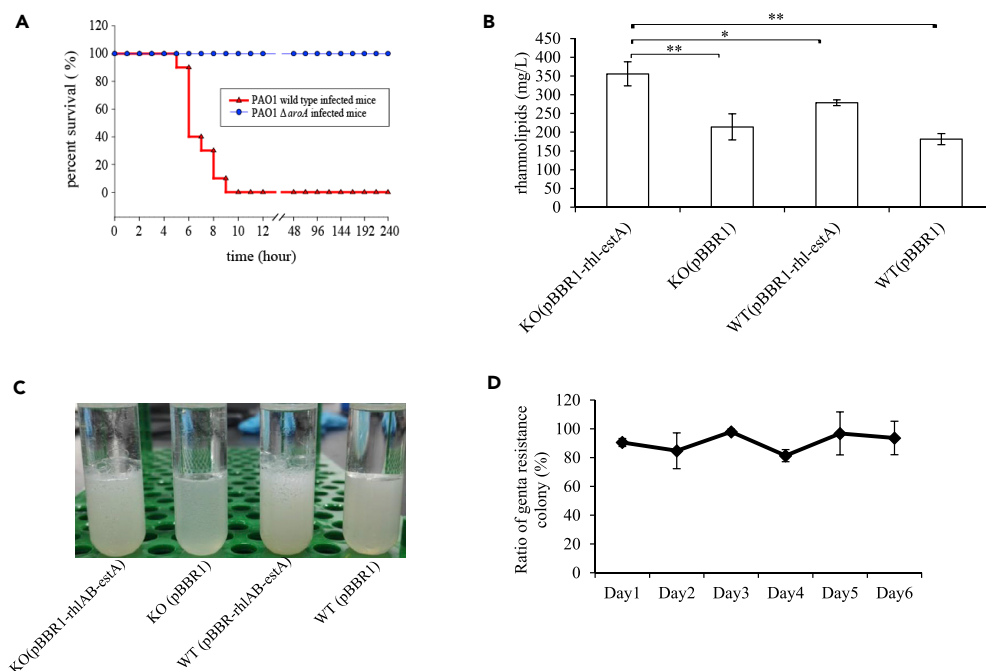 A
percent survival ( %)
120
100
80
60
40
20
0
PAO1 wild type infected mice
PAO1 ΔaroA infected mice
0 2 4 6 8 10 12 48 96 144 192 240
time (hour)
B
rhamnolipids (mg/L)
450
400
350
300
250
200
150
100
50
0
**
*
**
KO(pBBR1-rhl-estA)
KO(pBBR1)
WT(pBBR1-rhl-estA)
WT(pBBR1)
C
KO(pBBR1-rhlAB-estA)
KO (pBBR1)
WT (pBBR-rhlAB-estA)
WT (pBBR1)
D
Ratio of genta resistance
colony (%)
120
100
80
60
40
20
0
Day1 Day2 Day3 Day4 Day5 Day6